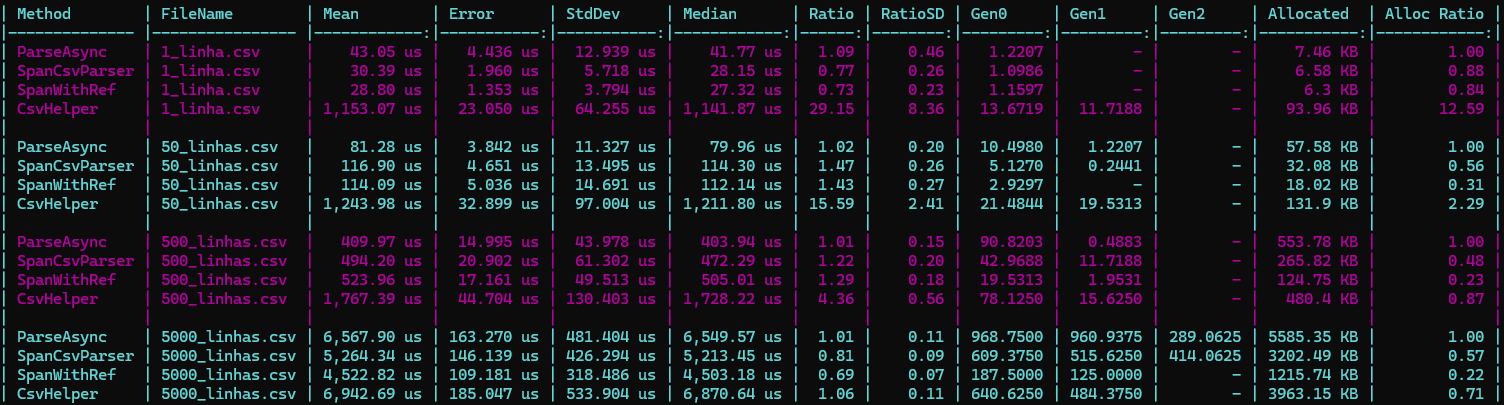 | Method | FileName | Mean | Error | StdDev | Median | Ratio | RatioSD | Gen0 | Gen1 | Gen2 | Allocated | Alloc Ratio |
|-------------- |---------------- |------------:|-----------:|-----------:|------------:|------:|--------:|---------:|---------:|---------:|-----------:|------------:|
| ParseAsync | 1_linha.csv | 43.05 us | 4.436 us | 12.939 us | 41.77 us | 1.09 | 0.46 | 1.2207 | - | - | 7.46 KB | 1.00 |
| SpanCsvParser | 1_linha.csv | 30.39 us | 1.960 us | 5.718 us | 28.15 us | 0.77 | 0.26 | 1.0986 | - | - | 6.58 KB | 0.88 |
| SpanWithRef | 1_linha.csv | 28.80 us | 1.353 us | 3.794 us | 27.32 us | 0.73 | 0.23 | 1.1597 | - | - | 6.3 KB | 0.84 |
| CsvHelper | 1_linha.csv | 1,153.07 us | 23.050 us | 64.255 us | 1,141.87 us | 29.15 | 8.36 | 13.6719 | 11.7188 | - | 93.96 KB | 12.59 |
| | | | | | | | | | | | | |
| ParseAsync | 50_linhas.csv | 81.28 us | 3.842 us | 11.327 us | 79.96 us | 1.02 | 0.20 | 10.4980 | 1.2207 | - | 57.58 KB | 1.00 |
| SpanCsvParser | 50_linhas.csv | 116.90 us | 4.651 us | 13.495 us | 114.30 us | 1.47 | 0.26 | 5.1270 | 0.2441 | - | 32.08 KB | 0.56 |
| SpanWithRef | 50_linhas.csv | 114.09 us | 5.036 us | 14.691 us | 112.14 us | 1.43 | 0.27 | 2.9297 | - | - | 18.02 KB | 0.31 |
| CsvHelper | 50_linhas.csv | 1,243.98 us | 32.899 us | 97.004 us | 1,211.80 us | 15.59 | 2.41 | 21.4844 | 19.5313 | - | 131.9 KB | 2.29 |
| | | | | | | | | | | | | |
| ParseAsync | 500_linhas.csv | 409.97 us | 14.995 us | 43.978 us | 403.94 us | 1.01 | 0.15 | 90.8203 | 0.4883 | - | 553.78 KB | 1.00 |
| SpanCsvParser | 500_linhas.csv | 494.20 us | 20.902 us | 61.302 us | 472.29 us | 1.22 | 0.20 | 42.9688 | 11.7188 | - | 265.82 KB | 0.48 |
| SpanWithRef | 500_linhas.csv | 523.96 us | 17.161 us | 49.513 us | 505.01 us | 1.29 | 0.18 | 19.5313 | 1.9531 | - | 124.75 KB | 0.23 |
| CsvHelper | 500_linhas.csv | 1,767.39 us | 44.704 us | 130.403 us | 1,728.22 us | 4.36 | 0.56 | 78.1250 | 15.6250 | - | 480.4 KB | 0.87 |
| | | | | | | | | | | | | |
| ParseAsync | 5000_linhas.csv | 6,567.90 us | 163.270 us | 481.404 us | 6,549.57 us | 1.01 | 0.11 | 968.7500 | 960.9375 | 289.0625 | 5585.35 KB | 1.00 |
| SpanCsvParser | 5000_linhas.csv | 5,264.34 us | 146.139 us | 426.294 us | 5,213.45 us | 0.81 | 0.09 | 609.3750 | 515.6250 | 414.0625 | 3202.49 KB | 0.57 |
| SpanWithRef | 5000_linhas.csv | 4,522.82 us | 109.181 us | 318.486 us | 4,503.18 us | 0.69 | 0.07 | 187.5000 | 125.0000 | - | 1215.74 KB | 0.22 |
| CsvHelper | 5000_linhas.csv | 6,942.69 us | 185.047 us | 533.904 us | 6,870.64 us | 1.06 | 0.11 | 640.6250 | 484.3750 | - | 3963.15 KB | 0.71 |